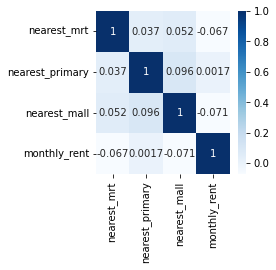 nearest_mrt 1 0.037 0.052 -0.067
nearest_primary 0.037 1 0.096 0.0017
nearest_mall 0.052 0.096 1 -0.071
monthly_rent -0.067 0.0017 -0.071 1
nearest_mrt nearest_primary nearest_mall monthly_rent
1.0
0.8
0.6
0.4
0.2
0.0